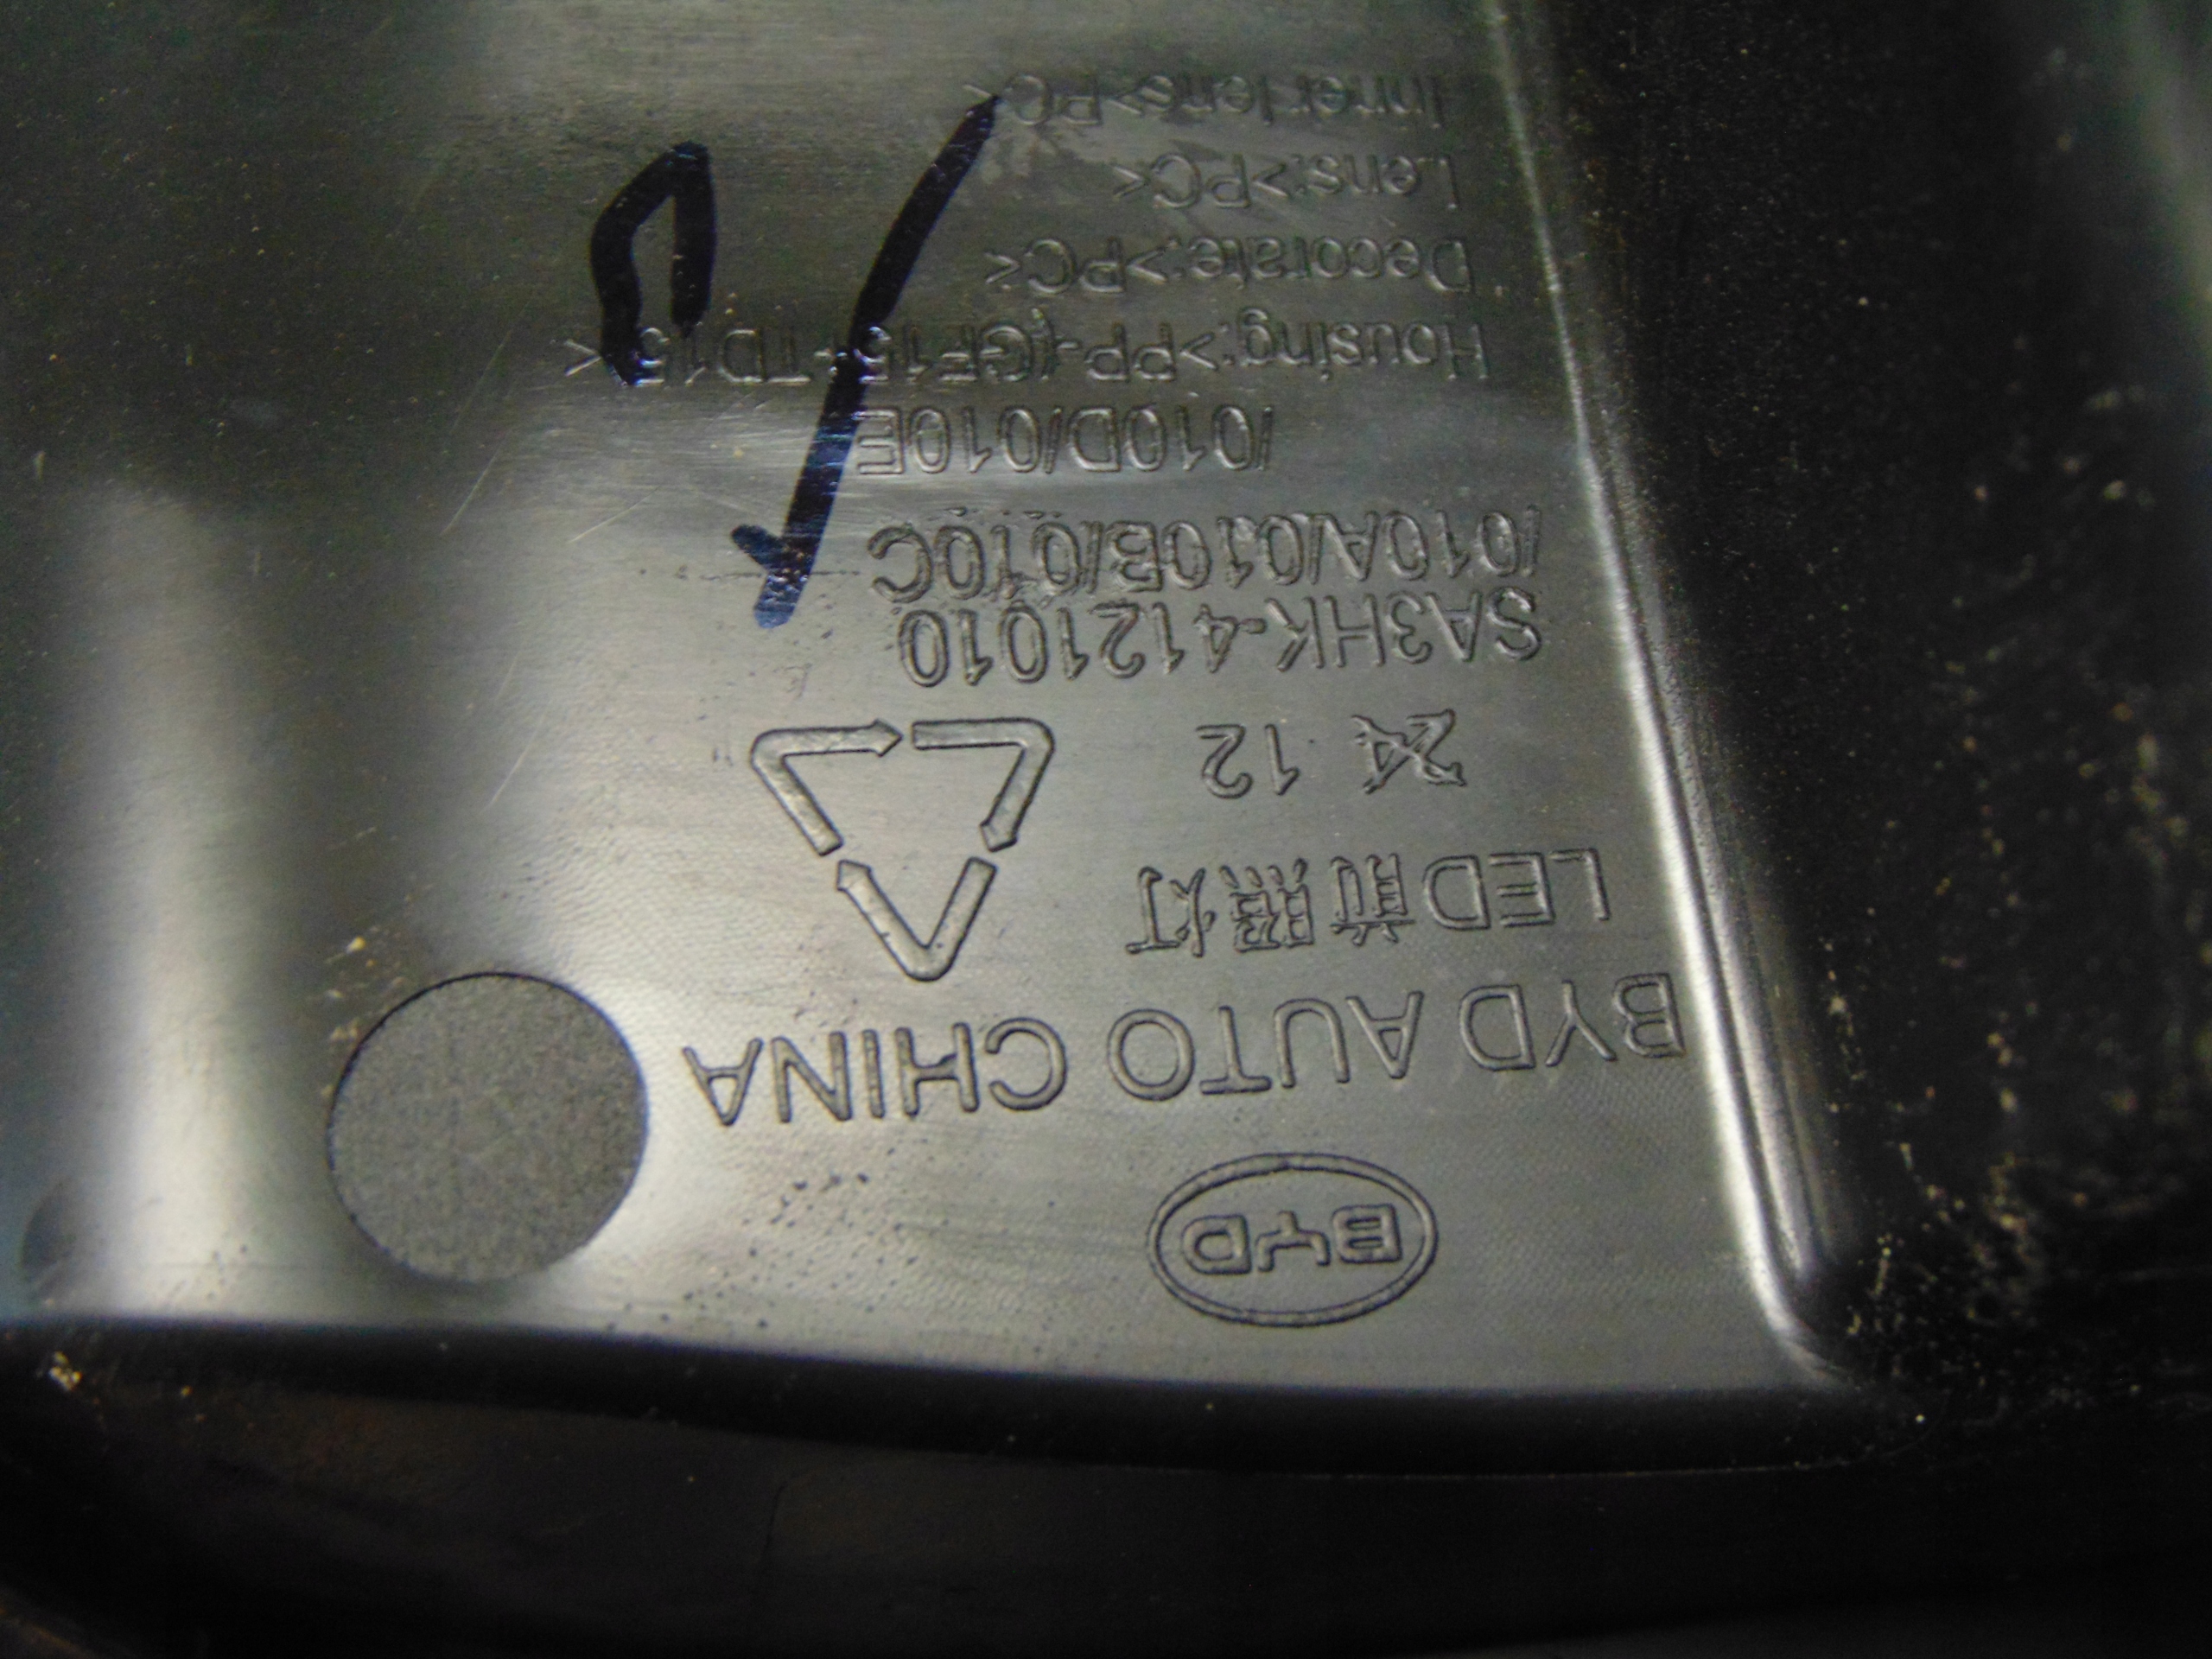 BYD
BYD AUTO CHINA
LED前照灯
24 12
SA3HK-4121010
/010A/010B/010C
/010D/010E
Housing:>PP-(GF15+TD15)<
Decorate:>PC<
Lens:>PC<
Inner lens>PC<